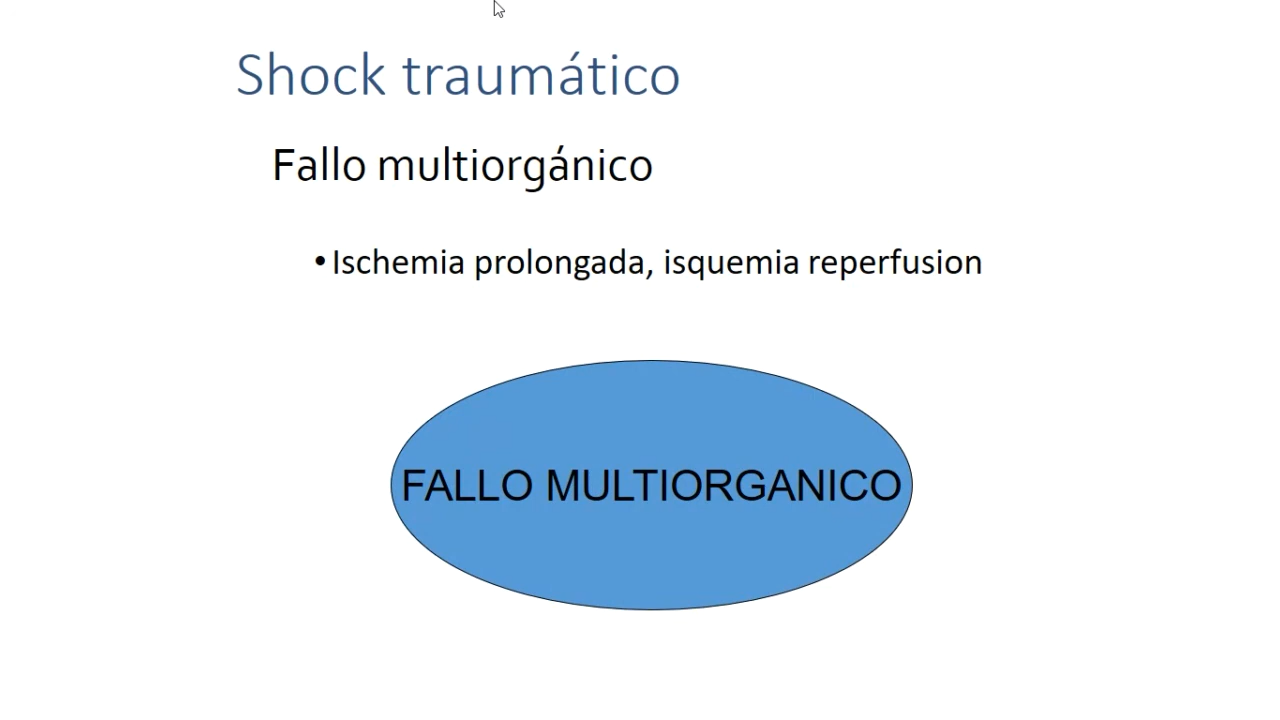 Shock traumático
Fallo multiorgánico
• Ischemia prolongada, isquemia reperfusion
FALLO MULTIORGANICO